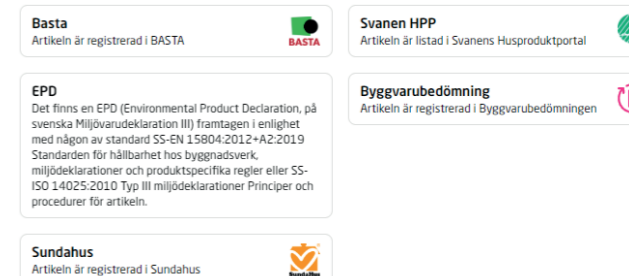 Basta
Artikeln är registrerad i BASTA
BASTA
Svanen HPP
Artikeln är listad i Svanens Husproduktportal
EPD
Det finns en EPD (Environmental Product Declaration, på
svenska Miljövarudeklaration III) framtagen i enlighet
med någon av standard SS-EN 15804:2012+A2:2019
Standarden för hållbarhet hos byggnadsverk,
miljödeklarationer och produktspecifika regler eller SS-
ISO 14025:2010 Typ III miljödeklarationer Principer och
procedurer för artikeln.
Byggvarubedömning
Artikeln är registrerad i Byggvarubedömningen
Sundahus
Artikeln är registrerad i Sundahus
SundaHus